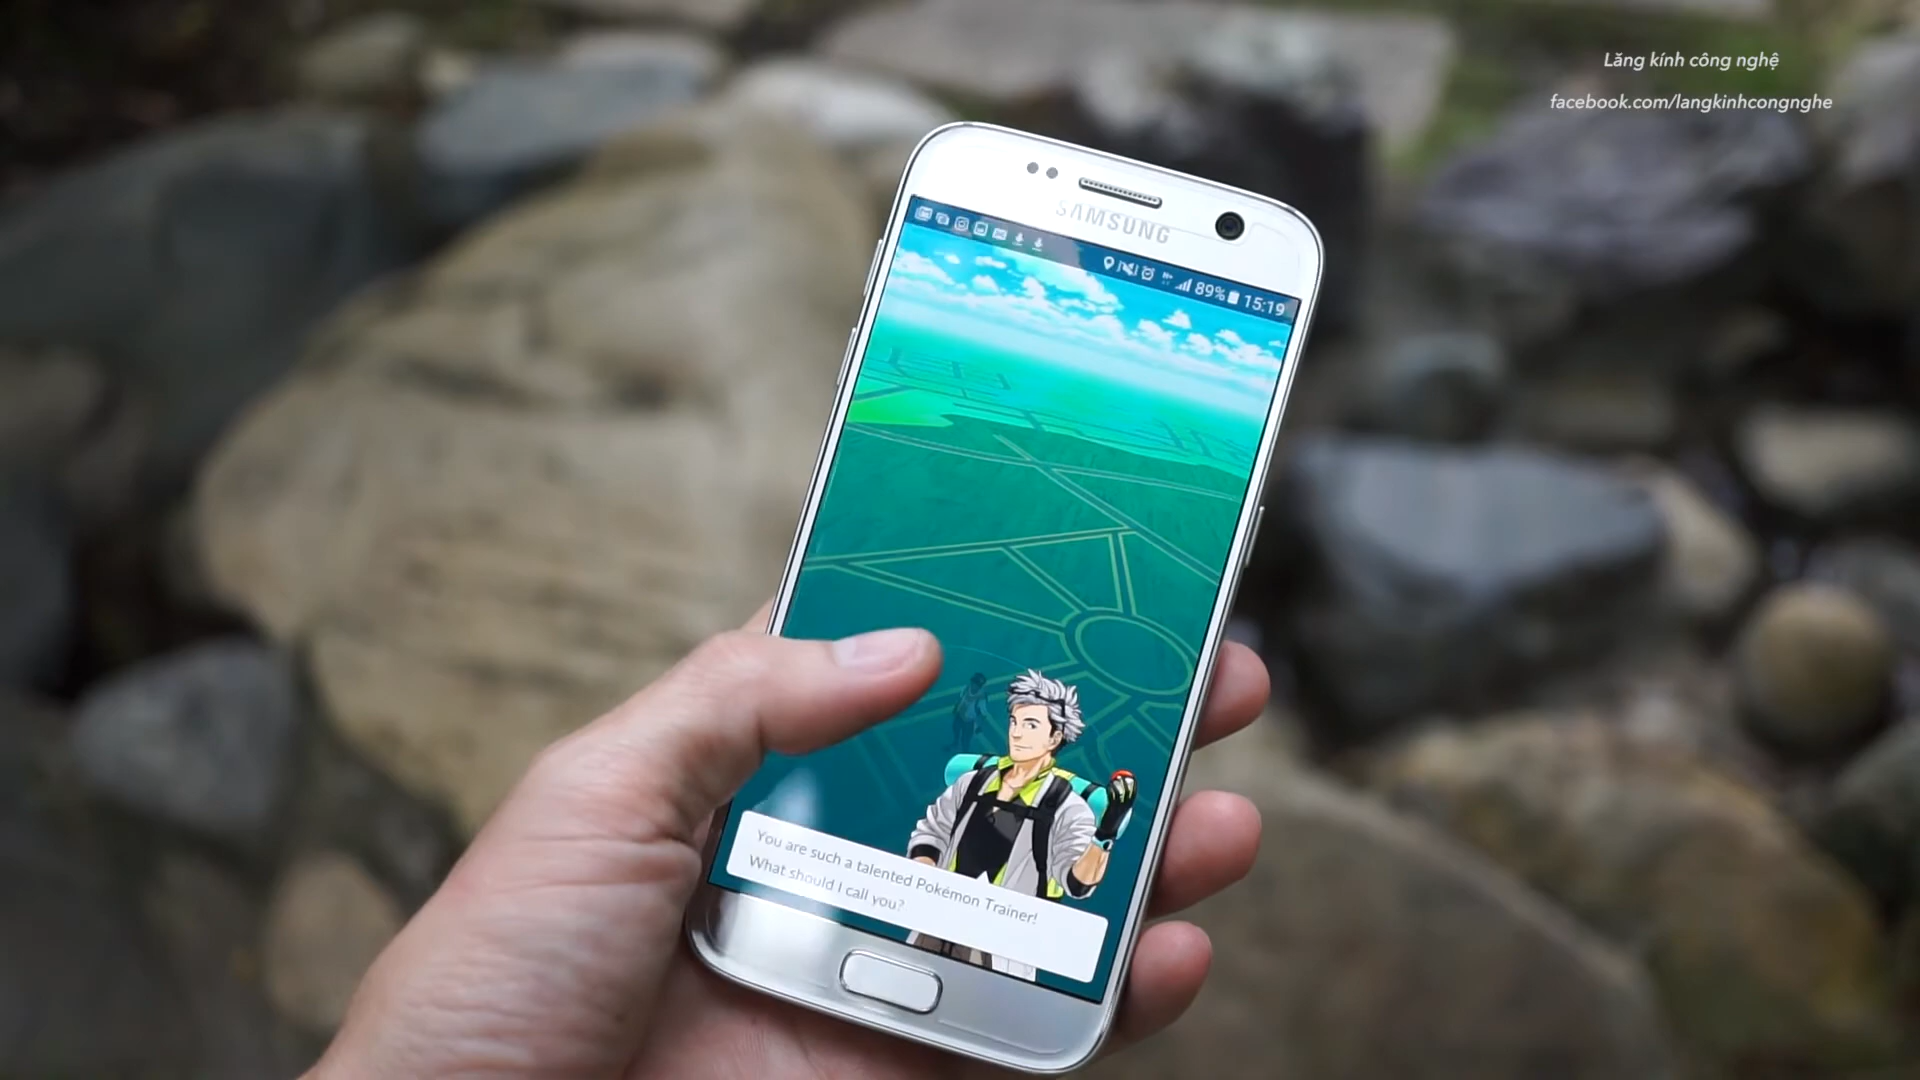 Lăng kính công nghệ
facebook.com/langkinhcongnghe
SAMSUNG
89% 15:19
You are such a talented Pokémon Trainer!
What should I call you?